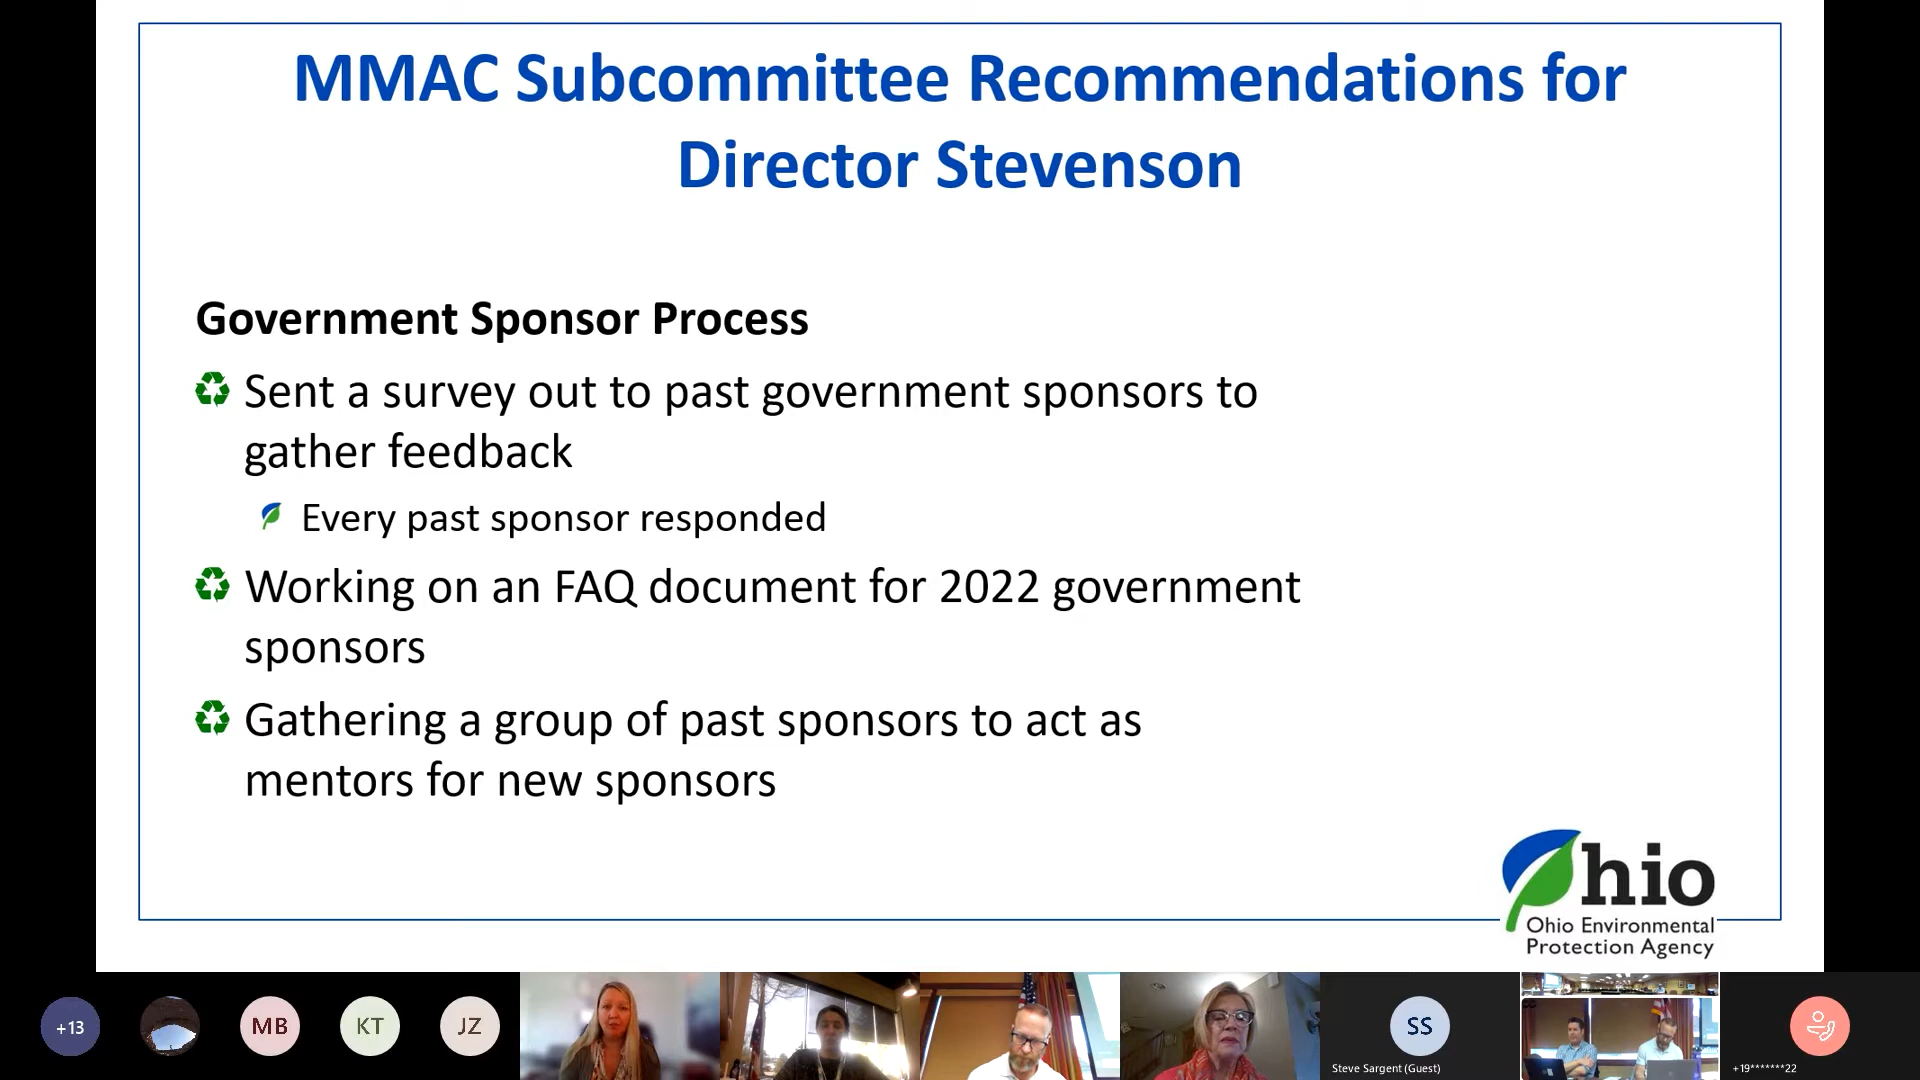 MMAC Subcommittee Recommendations for
Director Stevenson
Government Sponsor Process
Sent a survey out to past government sponsors to
gather feedback
Every past sponsor responded
Working on an FAQ document for 2022 government
sponsors
Gathering a group of past sponsors to act as
mentors for new sponsors
Ohio
Ohio Environmental
Protection Agency
+13
MB
KT
JZ
SS
Steve Sargent (Guest)
+19*******22